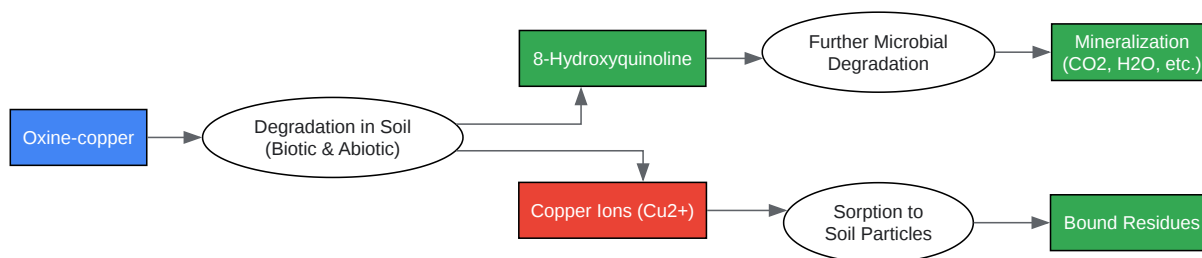 Oxine-copper
Degradation in Soil
(Biotic & Abiotic)
8-Hydroxyquinoline
Further Microbial
Degradation
Mineralization
(CO2, H2O, etc.)
Copper Ions (Cu2+)
Sorption to
Soil Particles
Bound Residues